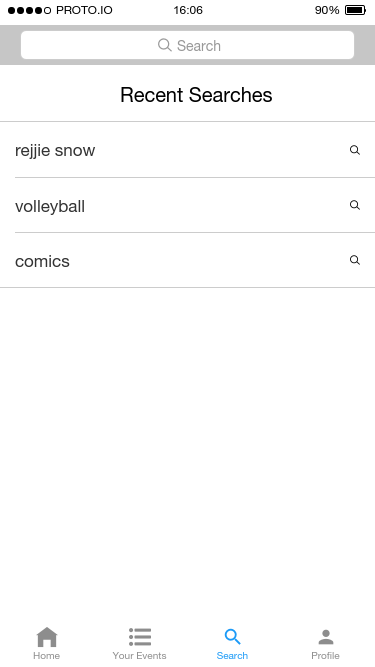 PROTO.IO 16:06 90%
Search
Recent Searches
rejjie snow
volleyball
comics
Home Your Events Search Profile